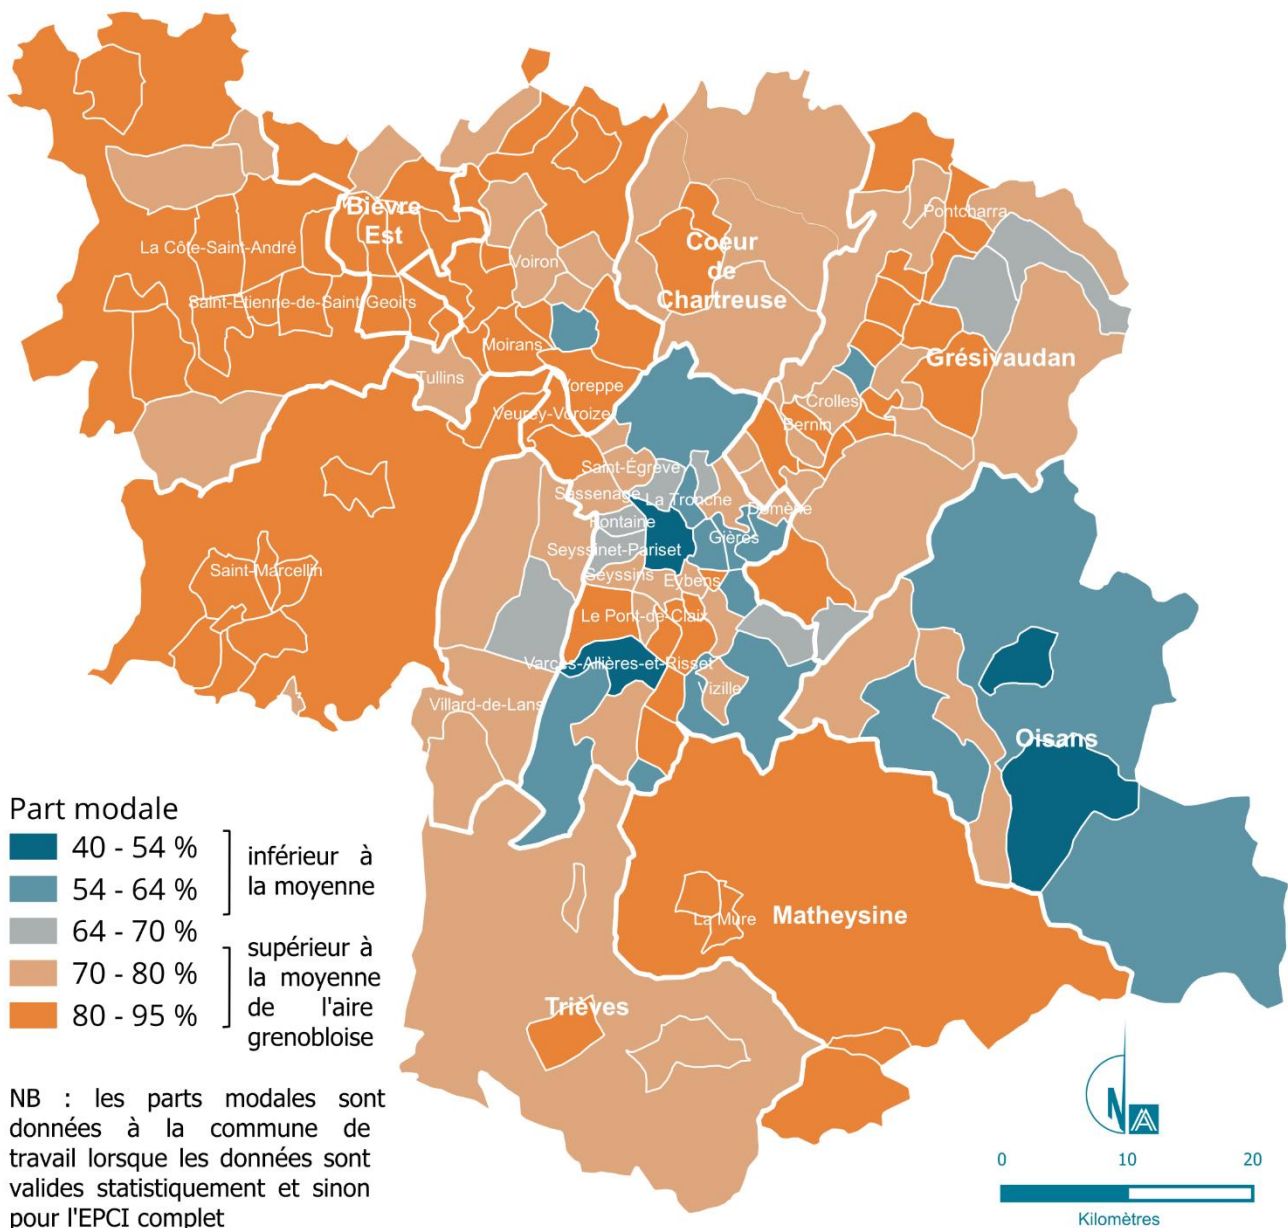 Bièvre
Est
Pontcharra
La Côte-Saint-André
Coeur
de
Chartreuse
Voiron
Saint-Etienne-de-Saint-Geoirs
Moirans
Grésivaudan
Tullins
Voreppe
Crolles
Veurey-Voroize
Bernin
Saint-Égrève
Sassenage
La Tronche
Domène
Fontaine
Gières
Seyssinet-Pariset
Saint-Marcellin
Seyssins
Eybens
Le Pont-de-Claix
Varces-Allières-et-Risset
Vizille
Villard-de-Lans
Oisans
La Mure
Matheysine
Trièves
Part modale
40 - 54 %
54 - 64 %
inférieur à
la moyenne
64 - 70 %
70 - 80 %
80 - 95 %
supérieur à
la moyenne
de l'aire
grenobloise
NB : les parts modales sont
données à la commune de
travail lorsque les données sont
valides statistiquement et sinon
pour l'EPCI complet
N
0 10 20
Kilomètres